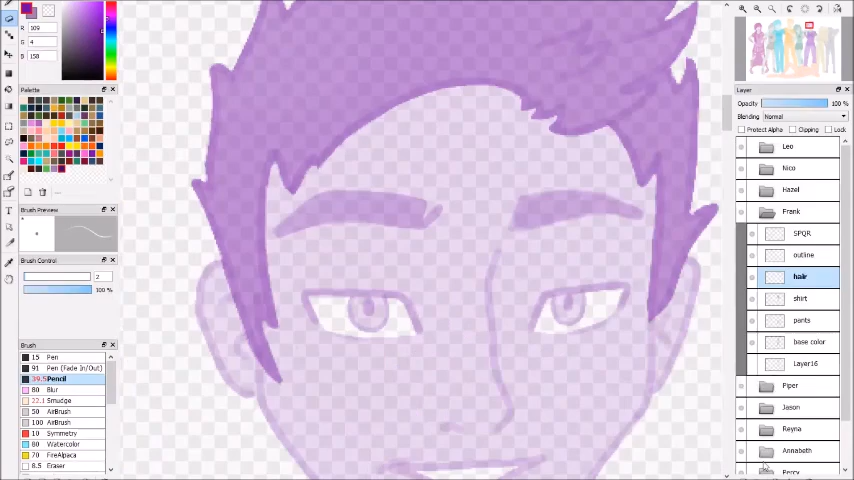 R 109
G 4
B 158
Palette
Brush Preview
Brush Control
2
100 %
Brush
15 Pen
91 Pen (Fade In/Out)
39.5 Pencil
80 Blur
22.1 Smudge
50 AirBrush
100 AirBrush
10 Symmetry
80 Watercolor
70 FireAlpaca
8.5 Eraser
Layer
Opacity 100 %
Blending Normal
Protect Alpha Clipping Lock
Leo
Nico
Hazel
Frank
SPQR
outline
hair
shirt
pants
base color
Layer16
Piper
Jason
Reyna
Annabeth
Percy